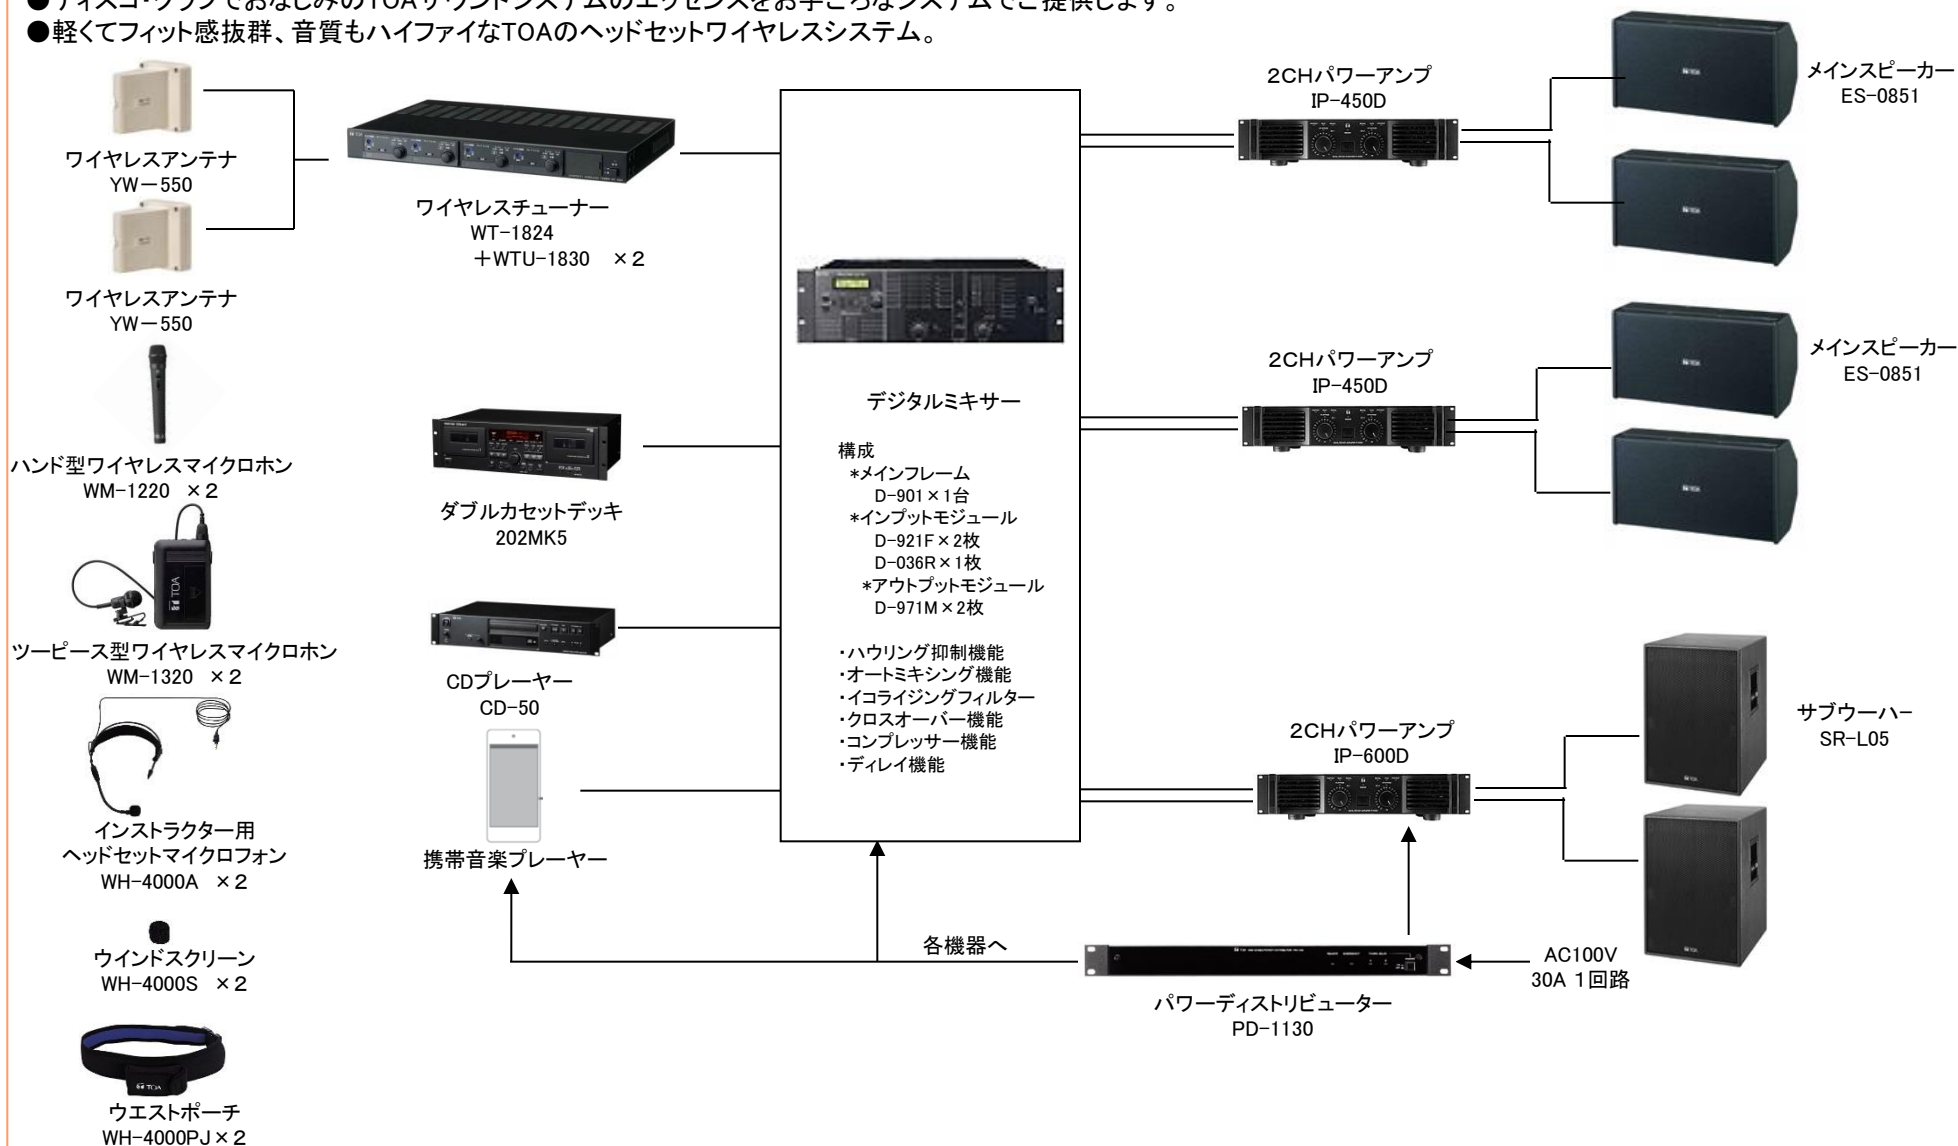 ●ディスコ・クラブでおなじみのTOAサウンドシステムのエッセンスをお手ごろなシステムでご提供します。
●軽くてフィット感抜群、音質もハイファイなTOAのヘッドセットワイヤレスシステム。
ワイヤレスアンテナ
YW－550
ワイヤレスアンテナ
YW－550
ハンド型ワイヤレスマイクロホン
WM-1220 ×2
ツーピース型ワイヤレスマイクロホン
WM-1320 ×2
インストラクター用
ヘッドセットマイクロフォン
WH-4000A ×2
ウインドスクリーン
WH-4000S ×2
ウエストポーチ
WH-4000PJ×2
ワイヤレスチューナー
WT-1824
＋WTU-1830 ×2
ダブルカセットデッキ
202MK5
CDプレーヤー
CD-50
携帯音楽プレーヤー
デジタルミキサー
構成
*メインフレーム
D-901×1台
*インプットモジュール
D-921F×2枚
D-036R×1枚
*アウトプットモジュール
D-971M×2枚
・ハウリング抑制機能
・オートミキシング機能
・イコライジングフィルター
・クロスオーバー機能
・コンプレッサー機能
・ディレイ機能
2CHパワーアンプ
IP-450D
メインスピーカー
ES-0851
2CHパワーアンプ
IP-450D
メインスピーカー
ES-0851
2CHパワーアンプ
IP-600D
サブウーハー
SR-L05
各機器へ
パワーディストリビューター
PD-1130
AC100V
30A 1回路
TOA
TOA